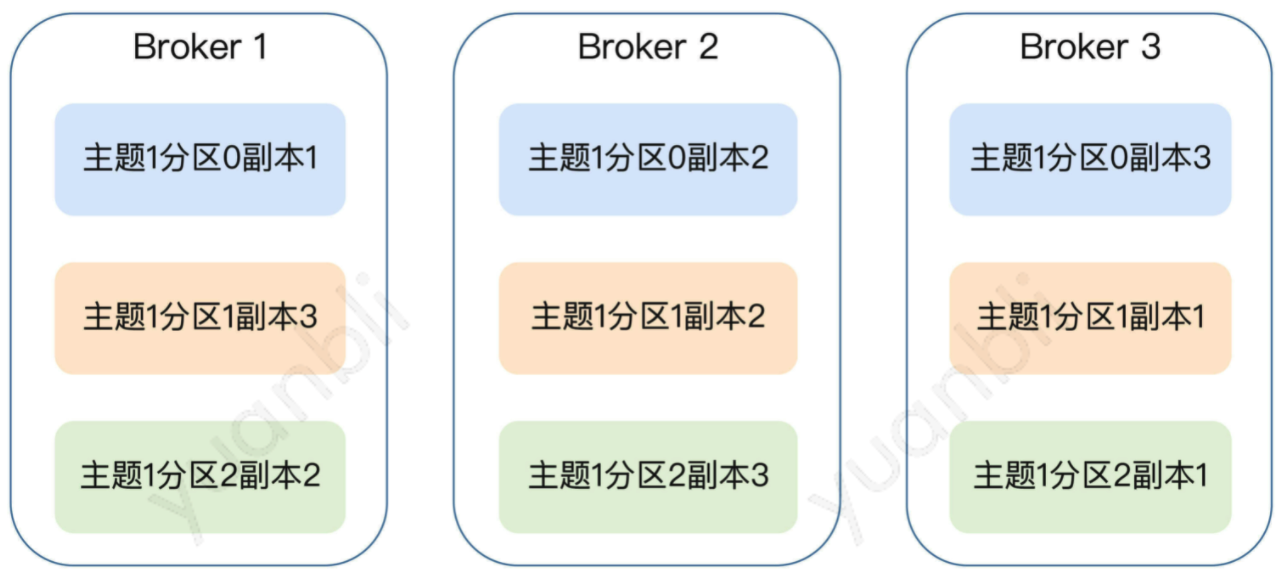 Broker 1
主题1分区0副本1
主题1分区1副本3
主题1分区2副本2
Broker 2
主题1分区0副本2
主题1分区1副本2
主题1分区2副本3
Broker 3
主题1分区0副本3
主题1分区1副本1
主题1分区2副本1
yuanbli
yuanbli